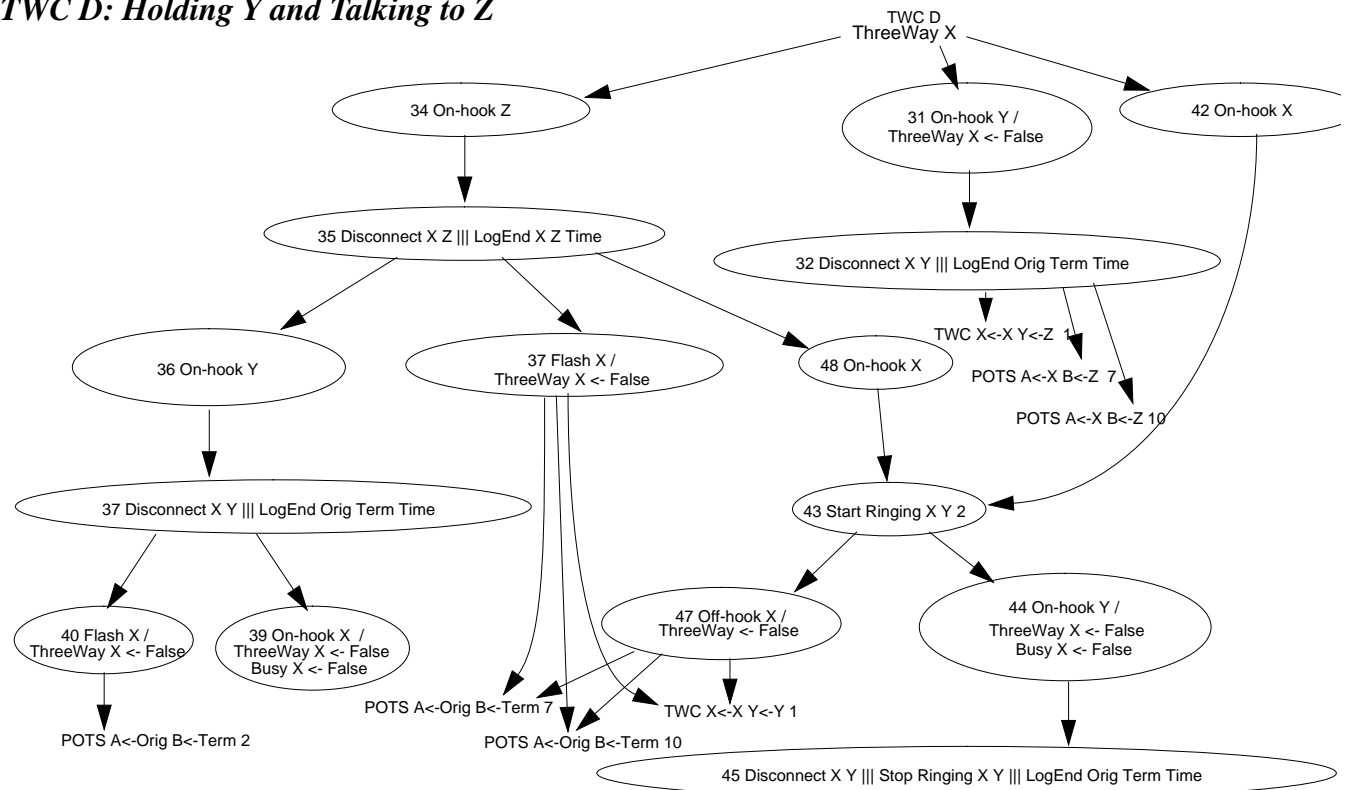 TWC D: Holding Y and Talking to Z
TWC D
ThreeWay X
34 On-hook Z
31 On-hook Y /
ThreeWay X <- False
42 On-hook X
35 Disconnect X Z ||| LogEnd X Z Time
32 Disconnect X Y ||| LogEnd Orig Term Time
TWC X<-X Y<-Z 1
POTS A<-X B<-Z 7
POTS A<-X B<-Z 10
36 On-hook Y
37 Flash X /
ThreeWay X <- False
48 On-hook X
37 Disconnect X Y ||| LogEnd Orig Term Time
43 Start Ringing X Y 2
40 Flash X /
ThreeWay X <- False
39 On-hook X /
ThreeWay X <- False
Busy X <- False
47 Off-hook X /
ThreeWay <- False
44 On-hook Y /
ThreeWay X <- False
Busy X <- False
POTS A<-Orig B<-Term 7
TWC X<-X Y<-Y 1
POTS A<-Orig B<-Term 2
POTS A<-Orig B<-Term 10
45 Disconnect X Y ||| Stop Ringing X Y ||| LogEnd Orig Term Time